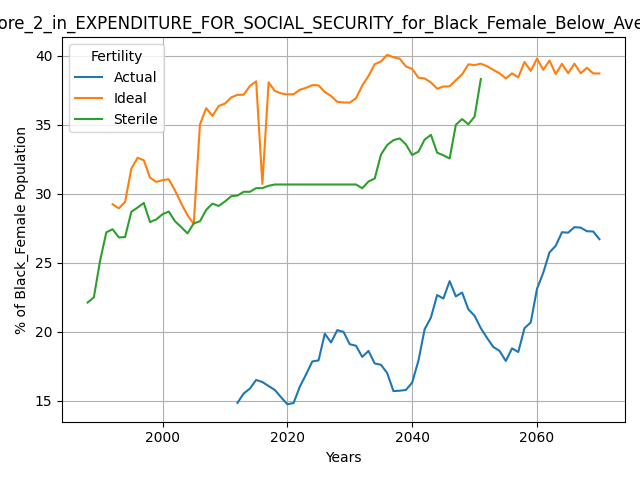 ore_2_in_EXPENDITURE_FOR_SOCIAL_SECURITY_for_Black_Female_Below_Ave
Fertility
Actual
Ideal
Sterile
% of Black_Female Population
40
35
30
25
20
15
2000
2020
2040
2060
Years